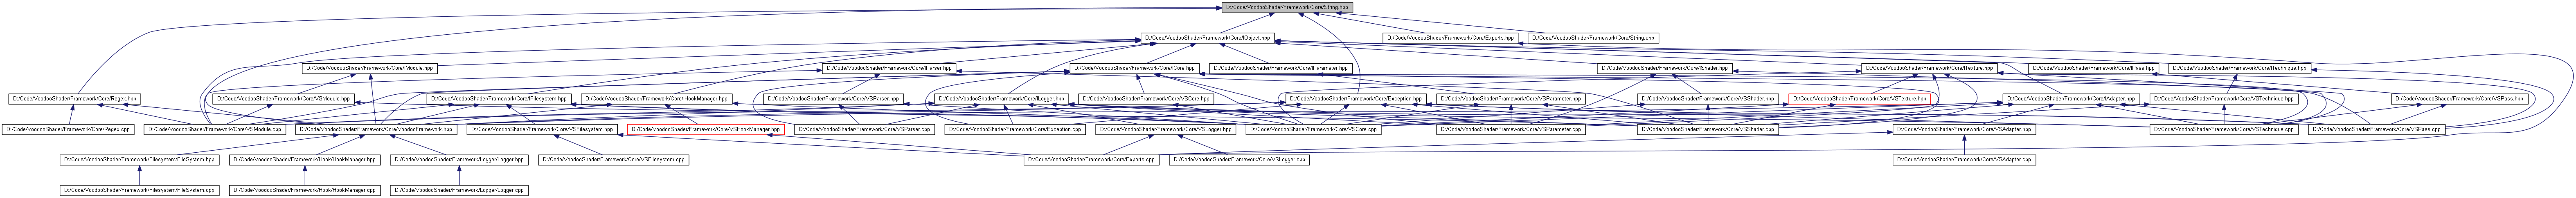 D:/Code/VoodooShader/Framework/Core/String.hpp
D:/Code/VoodooShader/Framework/Core/IObject.hpp
D:/Code/VoodooShader/Framework/Core/Exports.hpp
D:/Code/VoodooShader/Framework/Core/String.cpp
D:/Code/VoodooShader/Framework/Core/IModule.hpp
D:/Code/VoodooShader/Framework/Core/IParser.hpp
D:/Code/VoodooShader/Framework/Core/ICore.hpp
D:/Code/VoodooShader/Framework/Core/IParameter.hpp
D:/Code/VoodooShader/Framework/Core/IShader.hpp
D:/Code/VoodooShader/Framework/Core/ITexture.hpp
D:/Code/VoodooShader/Framework/Core/IPass.hpp
D:/Code/VoodooShader/Framework/Core/ITechnique.hpp
D:/Code/VoodooShader/Framework/Core/Regex.hpp
D:/Code/VoodooShader/Framework/Core/VSModule.hpp
D:/Code/VoodooShader/Framework/Core/IFilesystem.hpp
D:/Code/VoodooShader/Framework/Core/IHookManager.hpp
D:/Code/VoodooShader/Framework/Core/VSParser.hpp
D:/Code/VoodooShader/Framework/Core/ILogger.hpp
D:/Code/VoodooShader/Framework/Core/VSCore.hpp
D:/Code/VoodooShader/Framework/Core/Exception.hpp
D:/Code/VoodooShader/Framework/Core/VSParameter.hpp
D:/Code/VoodooShader/Framework/Core/VSShader.hpp
D:/Code/VoodooShader/Framework/Core/VSTexture.hpp
D:/Code/VoodooShader/Framework/Core/IAdapter.hpp
D:/Code/VoodooShader/Framework/Core/VSTechnique.hpp
D:/Code/VoodooShader/Framework/Core/VSPass.hpp
D:/Code/VoodooShader/Framework/Core/Regex.cpp
D:/Code/VoodooShader/Framework/Core/VSModule.cpp
D:/Code/VoodooShader/Framework/Core/VoodooFramework.hpp
D:/Code/VoodooShader/Framework/Core/VSFilesystem.hpp
D:/Code/VoodooShader/Framework/Core/VSHookManager.hpp
D:/Code/VoodooShader/Framework/Core/VSParser.cpp
D:/Code/VoodooShader/Framework/Core/Exception.cpp
D:/Code/VoodooShader/Framework/Core/VSLogger.hpp
D:/Code/VoodooShader/Framework/Core/VSCore.cpp
D:/Code/VoodooShader/Framework/Core/VSParameter.cpp
D:/Code/VoodooShader/Framework/Core/VSShader.cpp
D:/Code/VoodooShader/Framework/Core/VSAdapter.hpp
D:/Code/VoodooShader/Framework/Core/VSTechnique.cpp
D:/Code/VoodooShader/Framework/Core/VSPass.cpp
D:/Code/VoodooShader/Framework/Filesystem/FileSystem.hpp
D:/Code/VoodooShader/Framework/Hook/HookManager.hpp
D:/Code/VoodooShader/Framework/Logger/Logger.hpp
D:/Code/VoodooShader/Framework/Core/VSFilesystem.cpp
D:/Code/VoodooShader/Framework/Core/Exports.cpp
D:/Code/VoodooShader/Framework/Core/VSLogger.cpp
D:/Code/VoodooShader/Framework/Core/VSAdapter.cpp
D:/Code/VoodooShader/Framework/Filesystem/FileSystem.cpp
D:/Code/VoodooShader/Framework/Hook/HookManager.cpp
D:/Code/VoodooShader/Framework/Logger/Logger.cpp